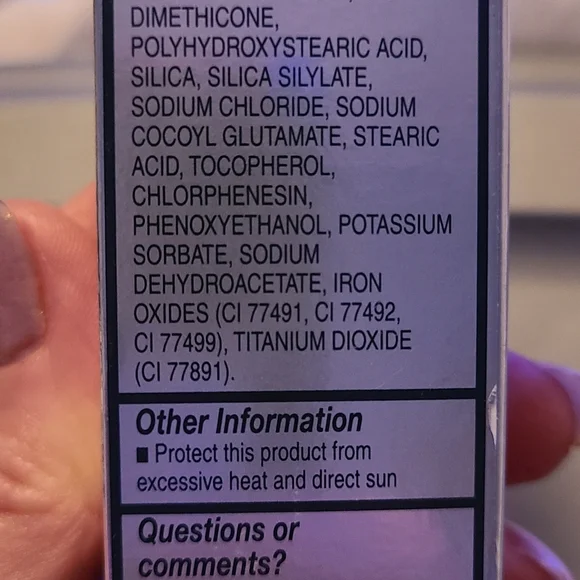 DIMETHICONE,
POLYHYDROXYSTEARIC ACID,
SILICA, SILICA SILYLATE,
SODIUM CHLORIDE, SODIUM
COCOYL GLUTAMATE, STEARIC
ACID, TOCOPHEROL,
CHLORPHENESIN,
PHENOXYETHANOL, POTASSIUM
SORBATE, SODIUM
DEHYDROACETATE, IRON
OXIDES (CI 77491, CI 77492,
CI 77499), TITANIUM DIOXIDE
(CI 77891).
Other Information
■ Protect this product from
excessive heat and direct sun
Questions or
comments?